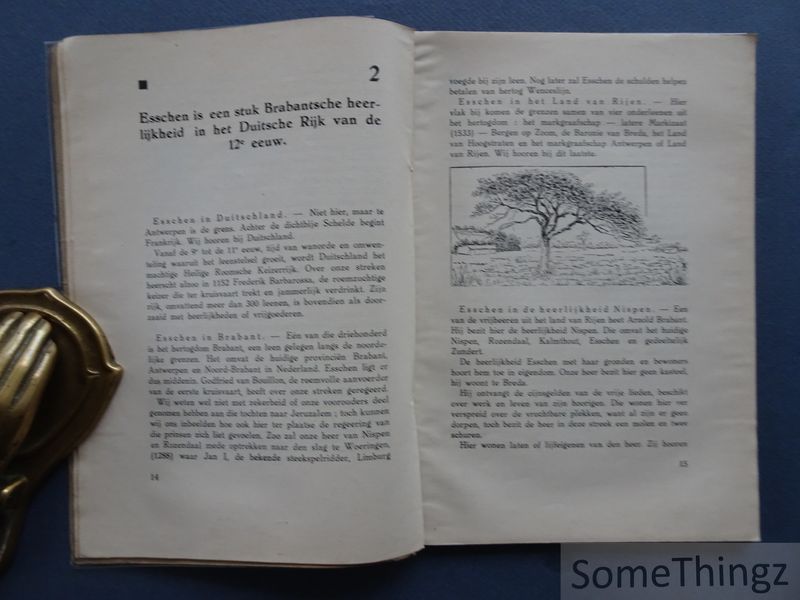 2
Esschen is een stuk Brabantsche heer-
lijkheid in het Duitsche Rijk van de
12e eeuw.
Esschen in Duitschland. — Niet hier, maar te
Antwerpen is de grens. Achter de dichtbije Schelde begint
Frankrijk. Wij hooren bij Duitschland.
Vanaf de 9e tot de 11e eeuw, tijd van wanorde en omwen-
teling waaruit het leenstelsel groeit, wordt Duitschland het
machtige Heilige Roomsche Keizerrijk. Over onze streken
heerscht alnoo in 1152 Frederik Barbarossa, de roemzuchtige
keizer die ter kruisvaart trekt en jammerlijk verdrinkt. Zijn
rijk, omvattend meer dan 300 leenen, is bovendien als door-
zaaid met heerlijkheden of vrijgoederen.
Esschen in Brabant. — Eén van die driehonderd
is het hertogdom Brabant, een leen gelegen langs de noorde-
lijke grenzen. Het omvat de huidige provinciën Brabant,
Antwerpen en Noord-Brabant in Nederland. Esschen ligt er
dus middenin. Godfried van Bouillon, de roemvolle aanvoerder
van de eerste kruisvaart, heeft over onze streken geregeerd.
Wij weten wel niet met zekerheid of onze voorouders deel
genomen hebben aan die tochten naar Jeruzalem; toch kunnen
wij ons inbeelden hoe ook hier ter plaatse de regeering van
die prinsen zich liet gevoelen. Zoo zal onze heer van Nispen
en Rozendaal mede optrekken naar den slag te Woeringen,
(1288) waar Jan I, de bekende steekspelridder, Limburg
14
voegde bij zijn leen. Nog later zal Esschen de schulden helpen
betalen van hertog Wenceslijn.
Esschen in het Land van Rijen. — Hier
vlak bij komen de grenzen samen van vier onderleenen uit
het hertogdom : het markgraafschap — latere Markizaat
(1533) — Bergen op Zoom, de Baronie van Breda, het Land
van Hoogstraten en het markgraafschap Antwerpen of Land
van Rijen. Wij hooren bij dit laatste.
Esschen in de heerlijkheid Nispen. — Een
van de vrijheeren uit het land van Rijen heet Arnold Brabant.
Hij bezit hier de heerlijkheid Nispen. Die omvat het huidige
Nispen, Rozendaal, Kalmthout, Esschen en gedeeltelijk
Zundert.
De heerlijkheid Esschen met haar gronden en bewoners
hoort hem toe in eigendom. Onze heer bezit hier geen kasteel,
hij woont te Breda.
Hij ontvangt de cijnsgelden van de vrije lieden, beschikt
over werk en leven van zijn hoorigen. Die wonen hier ver
verspreid over de vruchtbare plekken, want al zijn er geen
dorpen, toch bezit de heer in deze streek een molen en twee
schuren.
Hier wonen laten of lijfeigenen van den heer. Zij hooren
15
SomeThingz